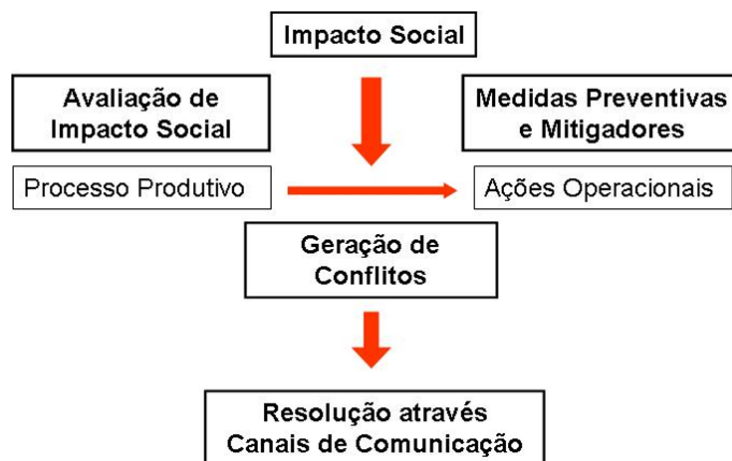 Impacto Social
Avaliação de
Impacto Social
Medidas Preventivas
e Mitigadores
Processo Produtivo
Ações Operacionais
Geração de
Conflitos
Resolução através
Canais de Comunicação